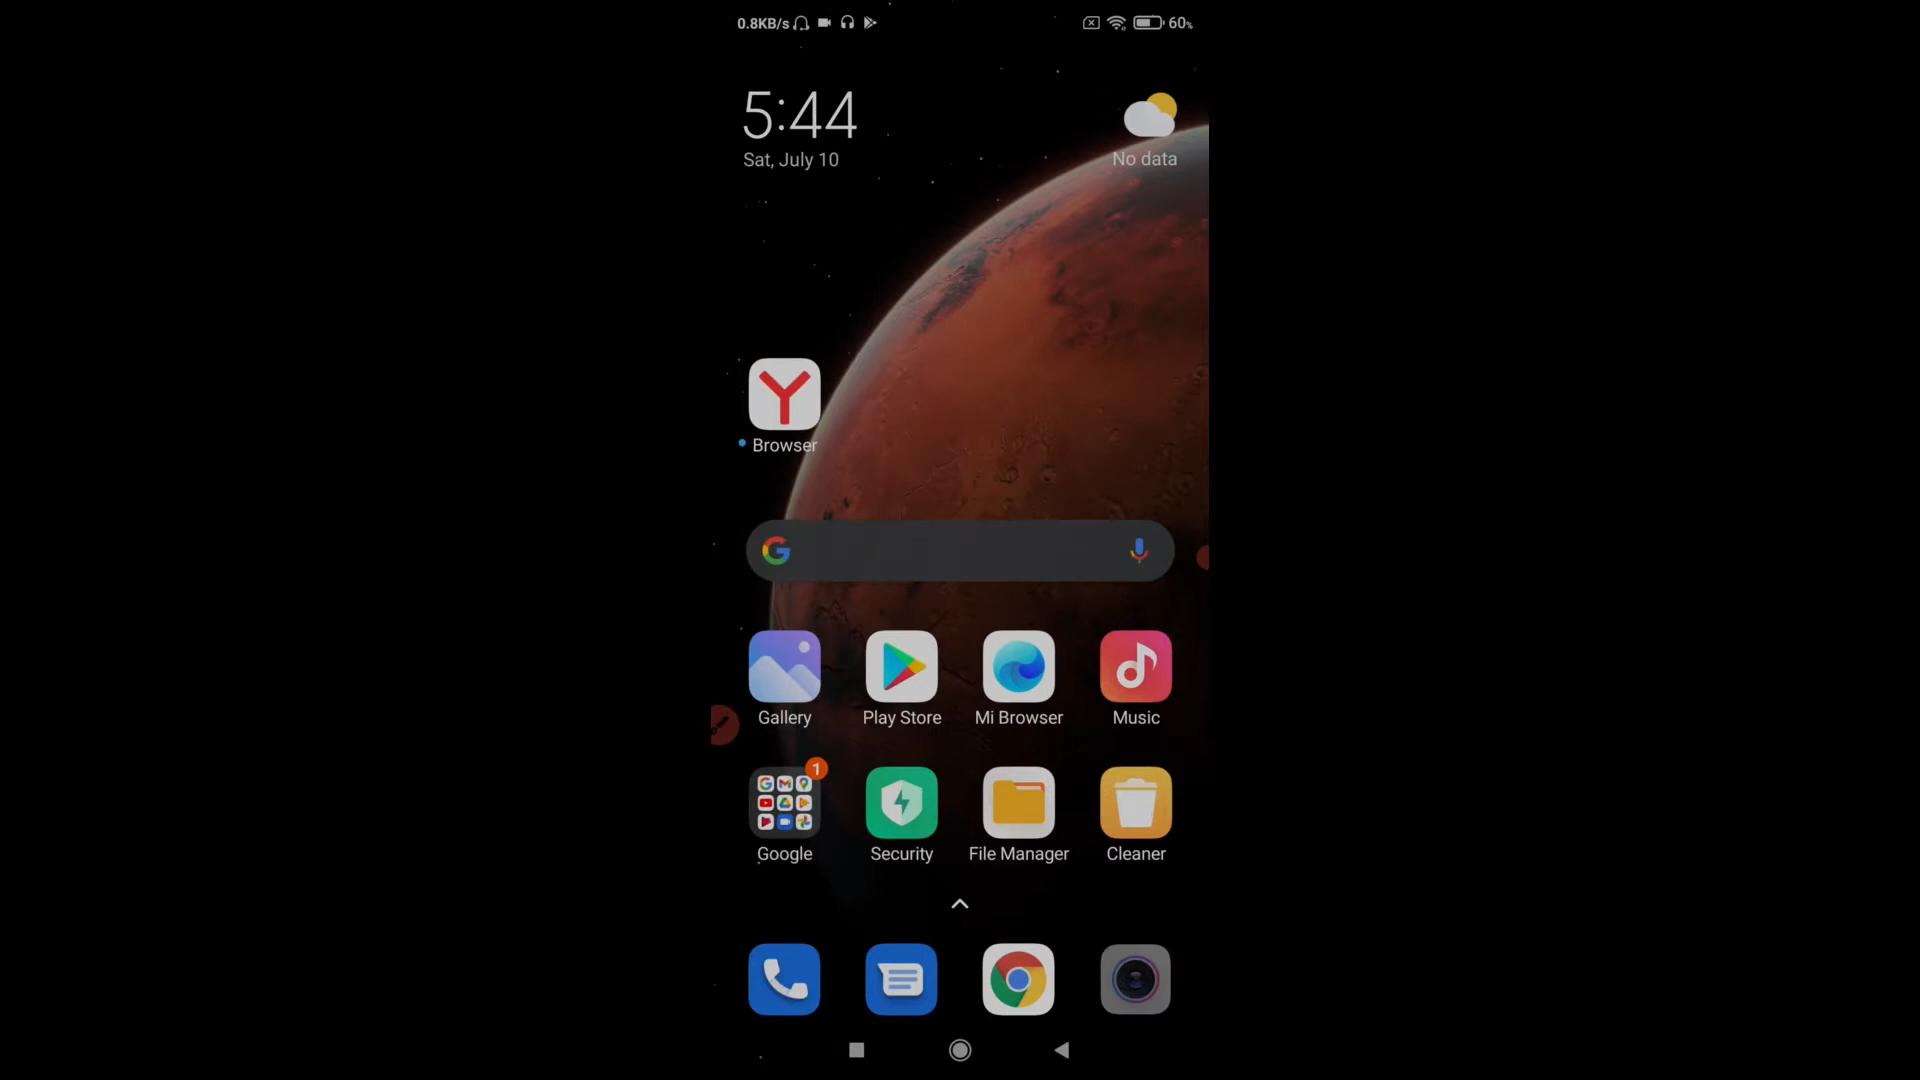 0.8KB/s
60%
5:44
Sat, July 10
No data
Browser
Gallery
Play Store
Mi Browser
Music
1
Google
Security
File Manager
Cleaner